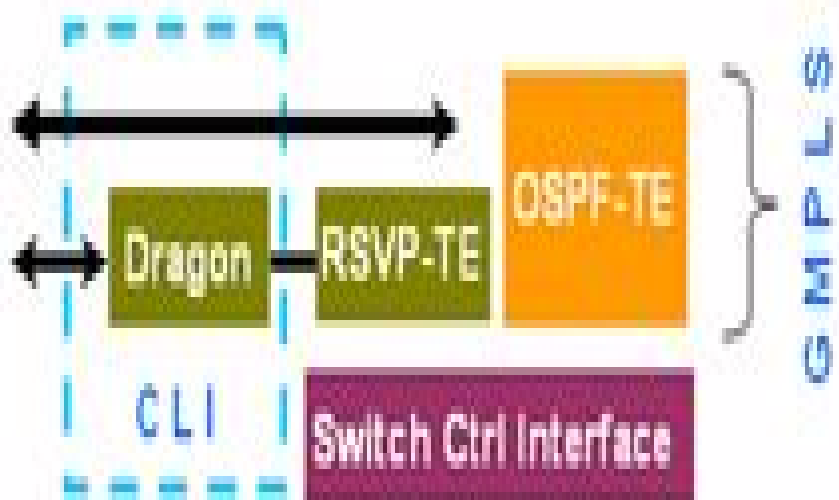 OSPF-TE
Dragon
RSVP-TE
CLI
Switch Ctrl Interface
GMPLS